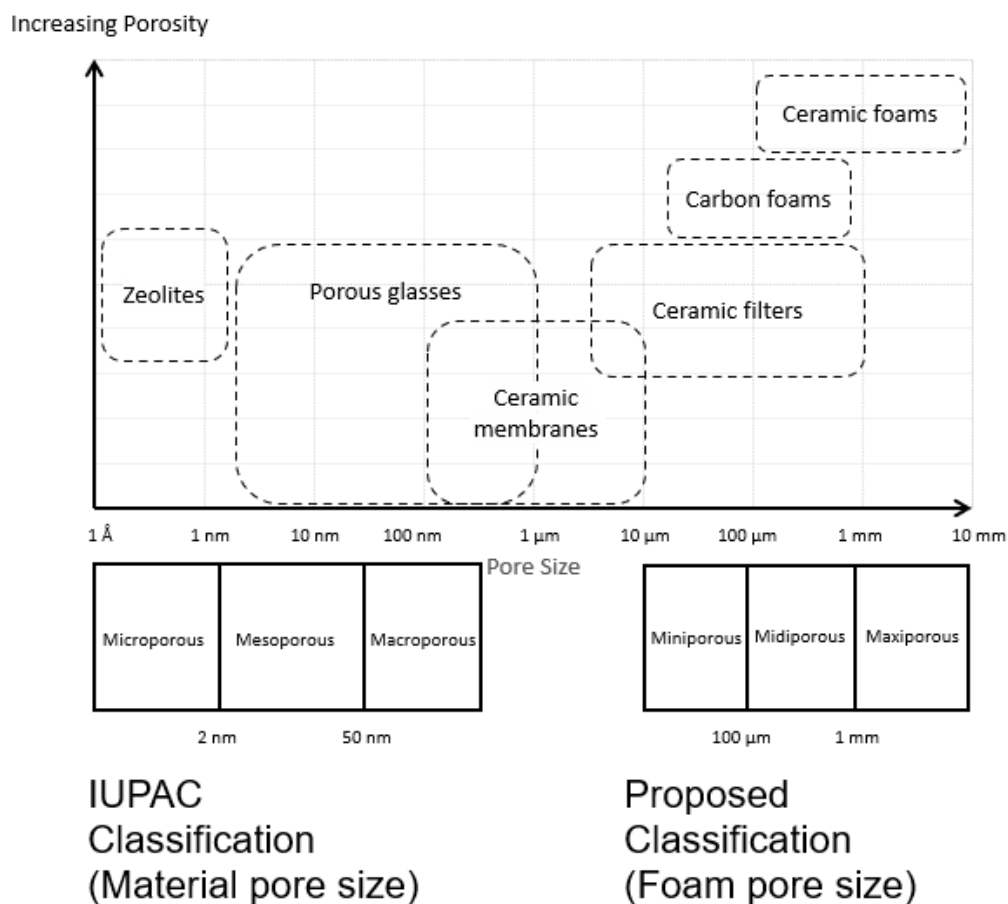 Increasing Porosity
Ceramic foams
Carbon foams
Zeolites
Porous glasses
Ceramic filters
Ceramic
membranes
1 Å 1 nm 10 nm 100 nm 1 µm 10 µm 100 µm 1 mm 10 mm
Pore Size
Microporous Mesoporous Macroporous Miniporous Midiporous Maxiporous
2 nm 50 nm 100 µm 1 mm
IUPAC
Classification
(Material pore size)
Proposed
Classification
(Foam pore size)